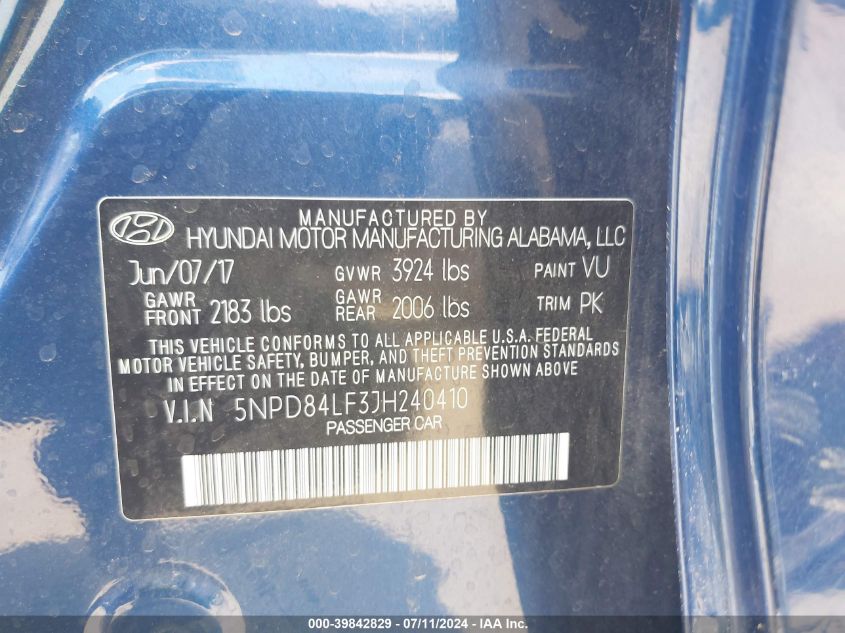 MANUFACTURED BY
HYUNDAI MOTOR MANUFACTURING ALABAMA, LLC
Jun/07/17 GVWR 3924 lbs PAINT VU
GAWR FRONT 2183 lbs GAWR REAR 2006 lbs TRIM PK
THIS VEHICLE CONFORMS TO ALL APPLICABLE U.S.A. FEDERAL
MOTOR VEHICLE SAFETY, BUMPER, AND THEFT PREVENTION STANDARDS
IN EFFECT ON THE DATE OF MANUFACTURE SHOWN ABOVE
V.I.N 5NPD84LF3JH240410
PASSENGER CAR
000-39842829 - 07/11/2024 - IAA Inc.